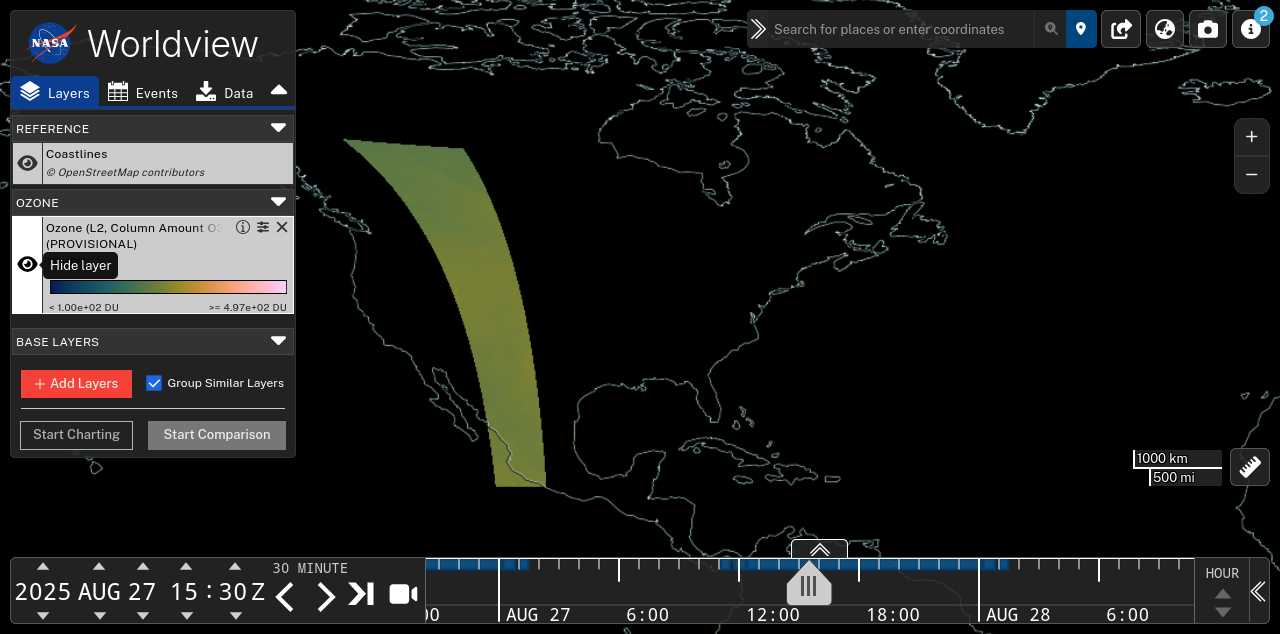 NASA
Worldview
Layers
Events
Data
Search for places or enter coordinates
2
REFERENCE
Coastlines
© OpenStreetMap contributors
OZONE
Ozone (L2, Column Amount O
(PROVISIONAL)
Hide layer
< 1.00e+02 DU
>= 4.97e+02 DU
BASE LAYERS
+ Add Layers
Group Similar Layers
Start Charting
Start Comparison
+
−
1000 km
500 mi
2025 AUG 27 15 : 30 Z
30 MINUTE
00
AUG 27
6:00
12:00
18:00
AUG 28
6:00
HOUR